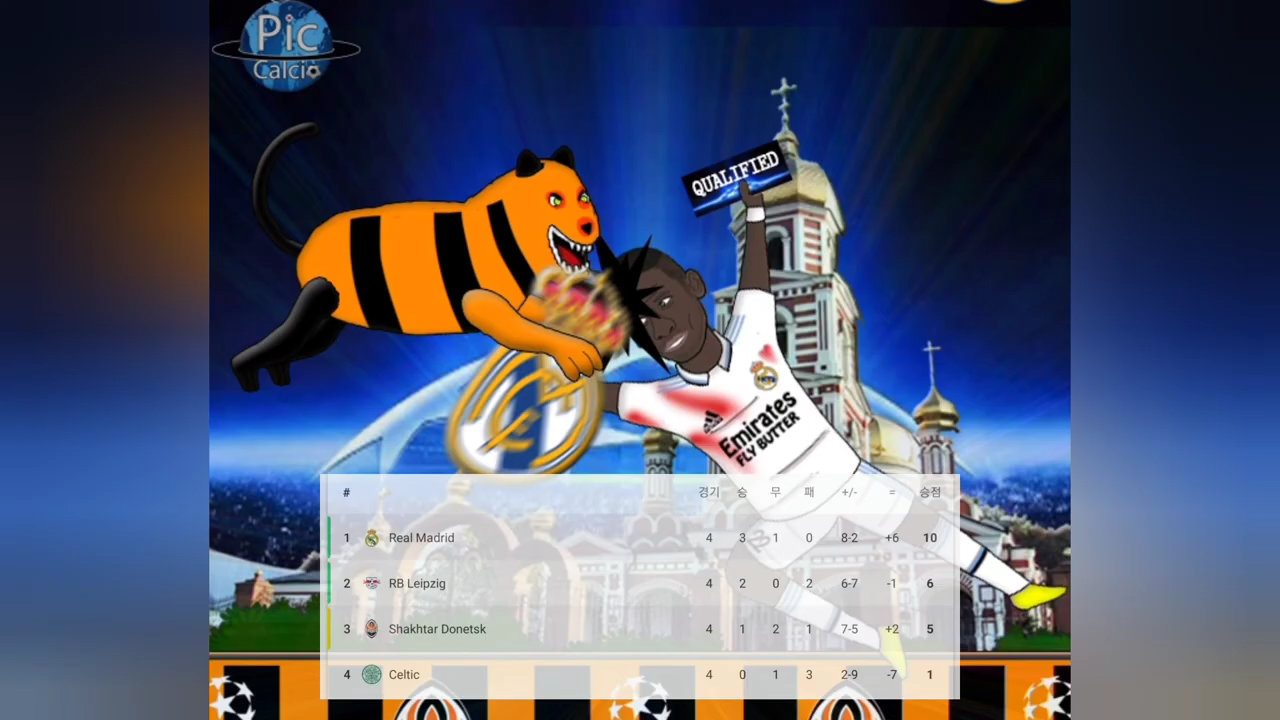 Pic
Calcio
QUALIFIED
Emirates
FLY BUTTER
# 경기 승 무 패 +/- = 승점
1 Real Madrid 4 3 1 0 8-2 +6 10
2 RB Leipzig 4 2 0 2 6-7 -1 6
3 Shakhtar Donetsk 4 1 2 1 7-5 +2 5
4 Celtic 4 0 1 3 2-9 -7 1